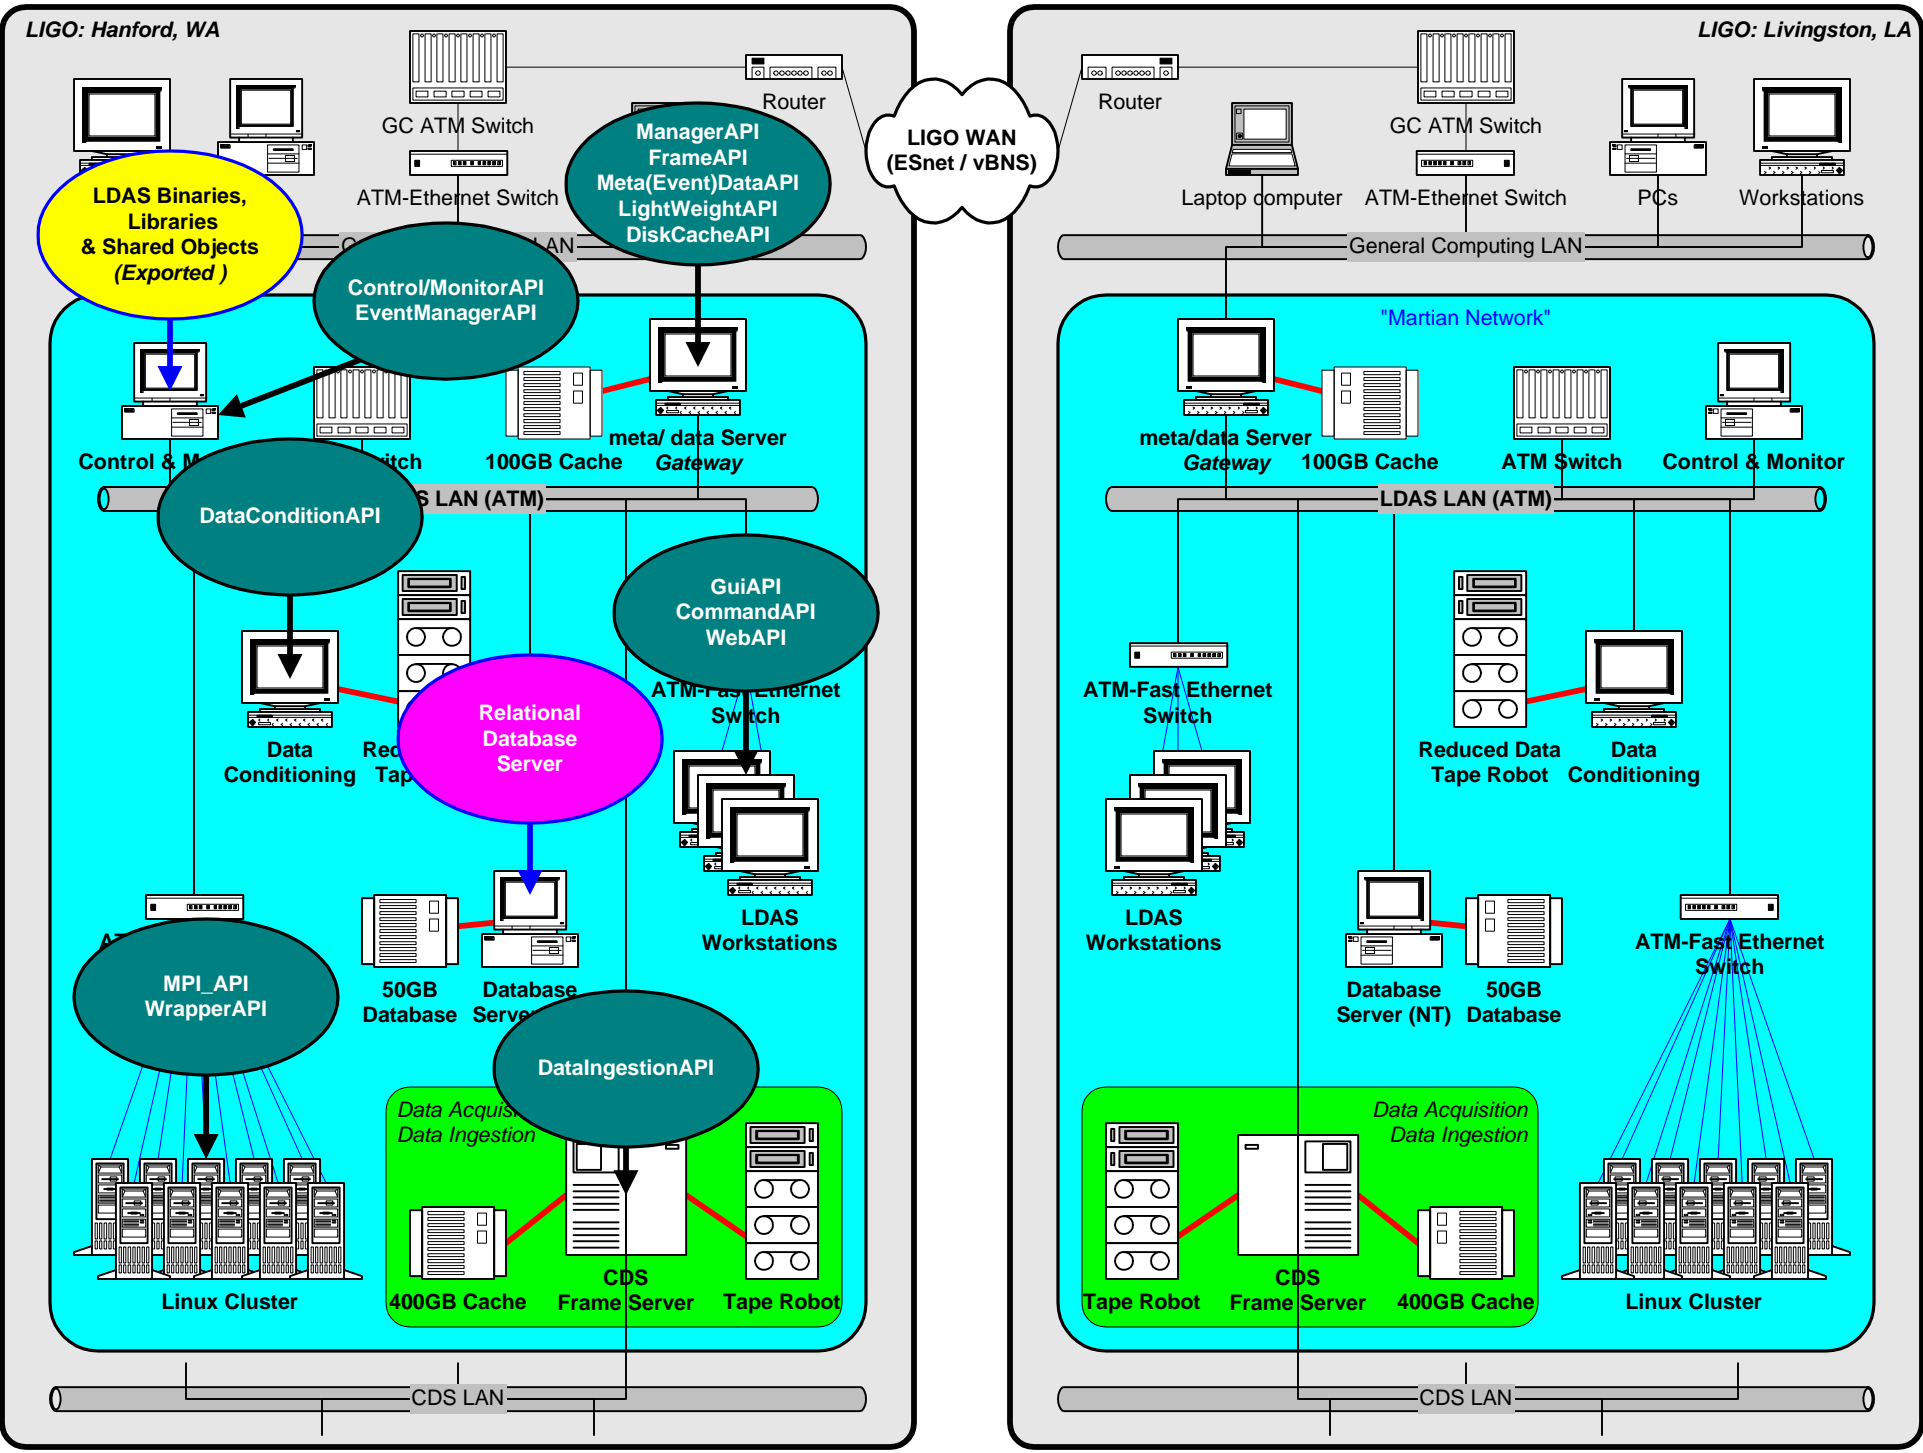 LIGO: Hanford, WA
Router
GC ATM Switch
ATM-Ethernet Switch
ManagerAPI
FrameAPI
Meta(Event)DataAPI
LightWeightAPI
DiskCacheAPI
LDAS Binaries,
Libraries
& Shared Objects
(Exported )
LAN
Control/MonitorAPI
EventManagerAPI
Control &
100GB Cache
meta/ data Server
Gateway
LAN (ATM)
DataConditionAPI
GuiAPI
CommandAPI
WebAPI
ATM-Fast Ethernet
Switch
Data
Conditioning
Relational
Database
Server
LDAS
Workstations
50GB
Database
Database
MPI_API
WrapperAPI
DataIngestionAPI
Data
Data Ingestion
Linux Cluster
400GB Cache
CDS
Frame Server
Tape Robot
CDS LAN
LIGO WAN
(ESnet / vBNS)
LIGO: Livingston, LA
Router
GC ATM Switch
Laptop computer
ATM-Ethernet Switch
PCs
Workstations
General Computing LAN
"Martian Network"
meta/data Server
Gateway
100GB Cache
ATM Switch
Control & Monitor
LDAS LAN (ATM)
ATM-Fast Ethernet
Switch
Reduced Data
Tape Robot
Data
Conditioning
LDAS
Workstations
Database
Server (NT)
50GB
Database
ATM-Fast Ethernet
Switch
Data Acquisition
Data Ingestion
Tape Robot
CDS
Frame Server
400GB Cache
Linux Cluster
CDS LAN